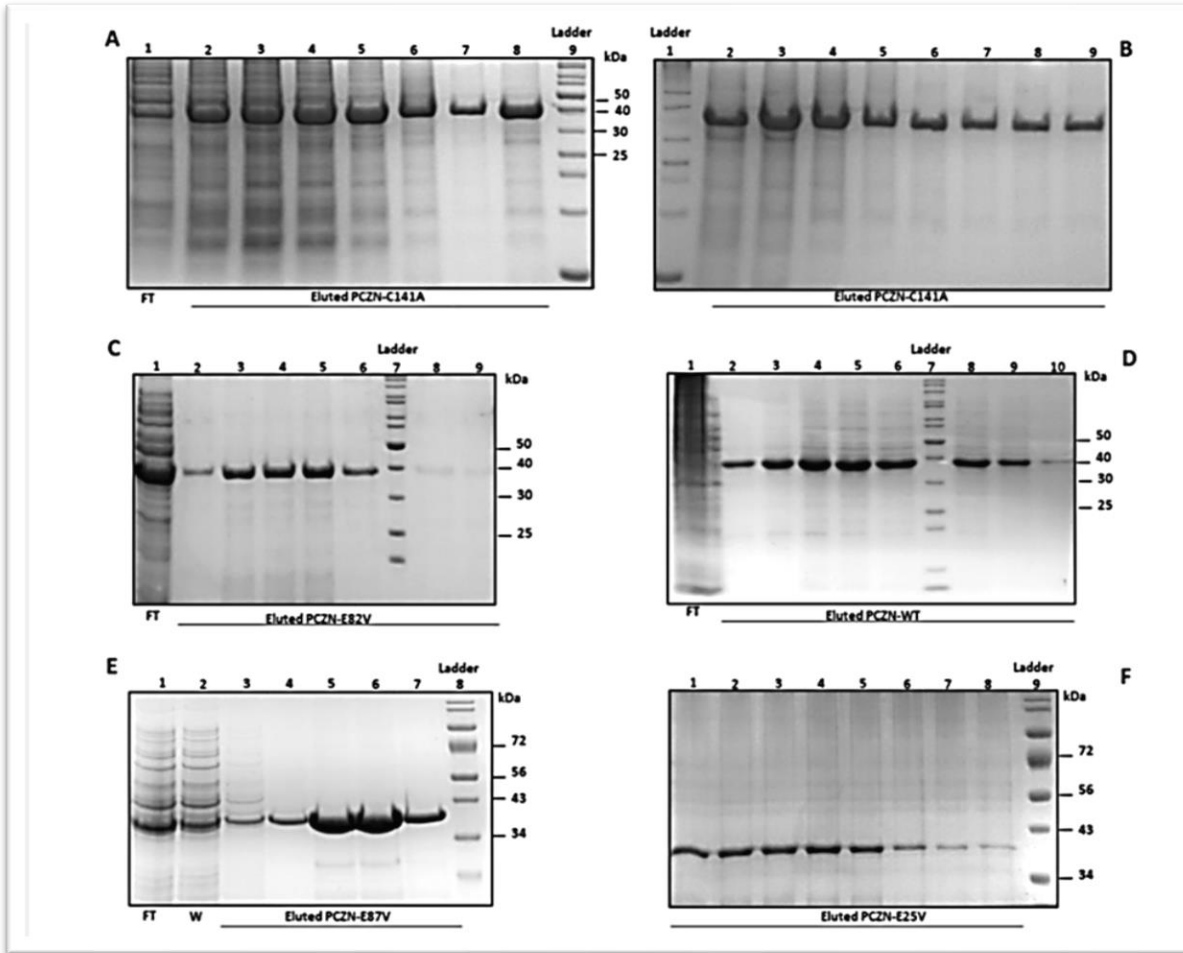 A
Ladder
1 2 3 4 5 6 7 8 9
kDa
50
40
30
25
FT
Eluted PCZN-C141A
Ladder
B
1 2 3 4 5 6 7 8 9
Eluted PCZN-C141A
C
Ladder
1 2 3 4 5 6 7 8 9
kDa
50
40
30
25
FT
Eluted PCZN-E82V
Ladder
D
1 2 3 4 5 6 7 8 9 10
kDa
50
40
30
25
FT
Eluted PCZN-WT
E
Ladder
1 2 3 4 5 6 7 8
kDa
72
56
43
34
FT W
Eluted PCZN-E87V
Ladder
F
1 2 3 4 5 6 7 8 9
kDa
72
56
43
34
Eluted PCZN-E25V